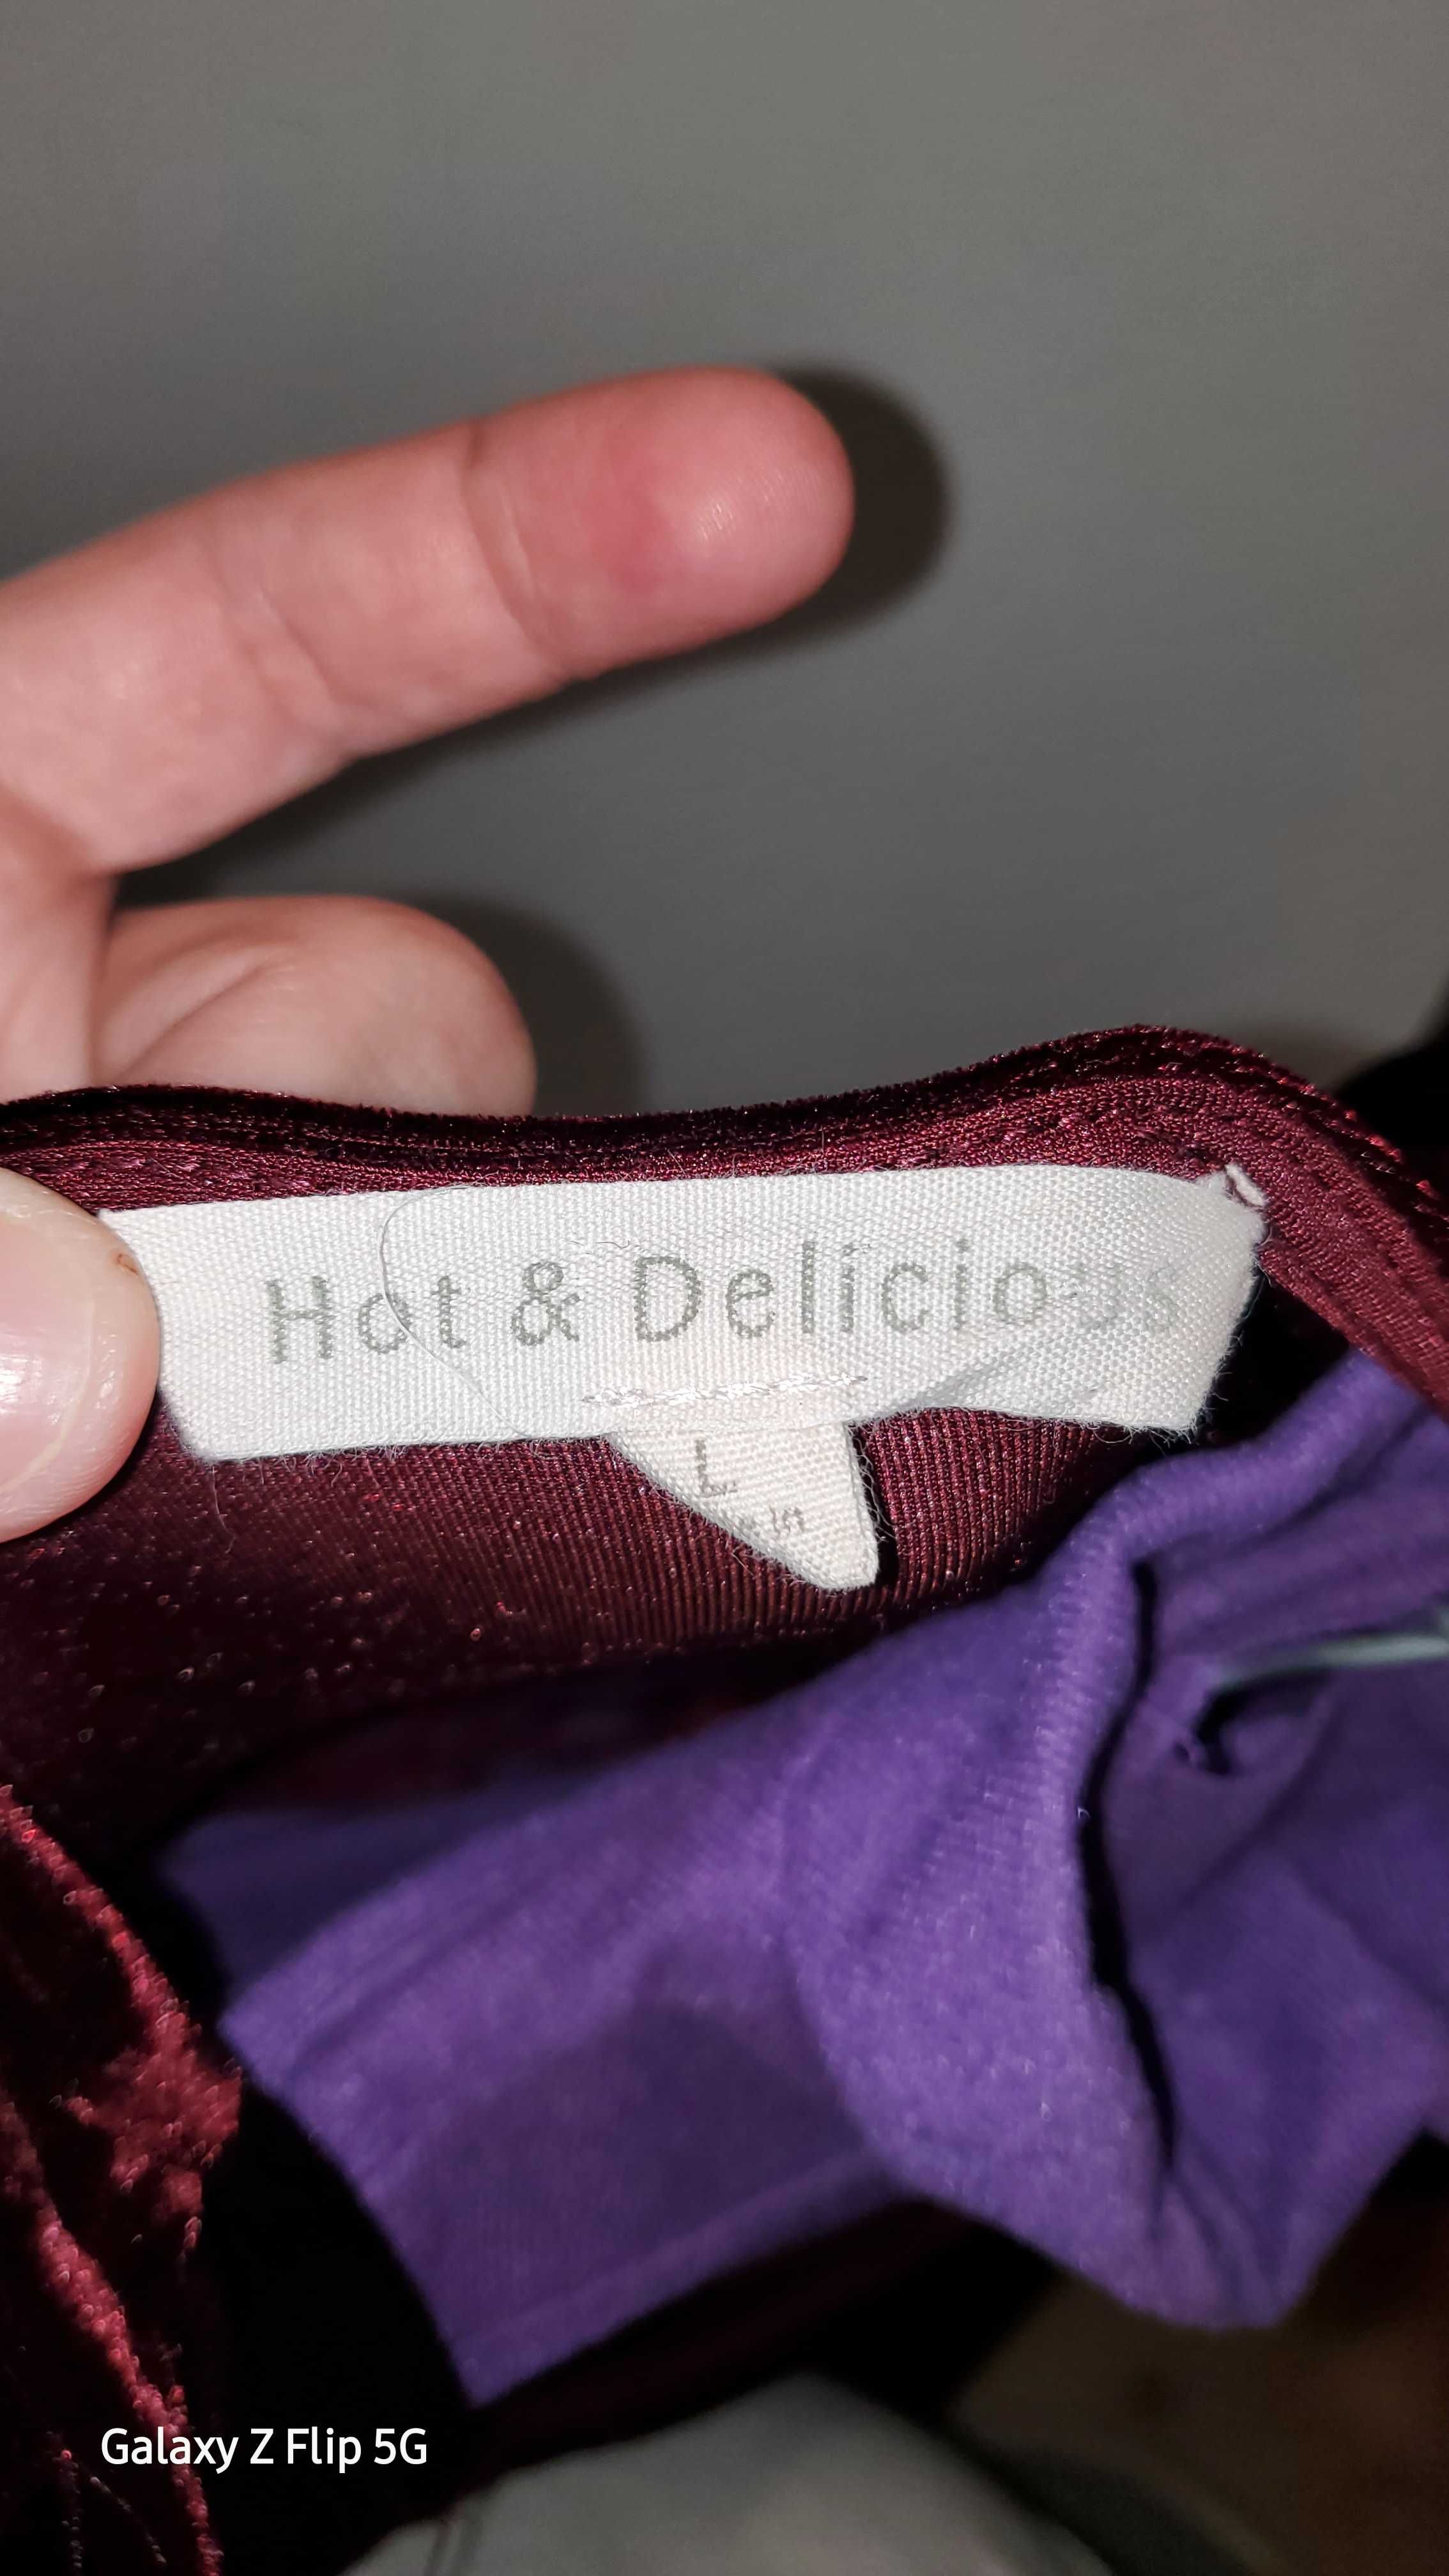 Hot & Delicious
L
Galaxy Z Flip 5G